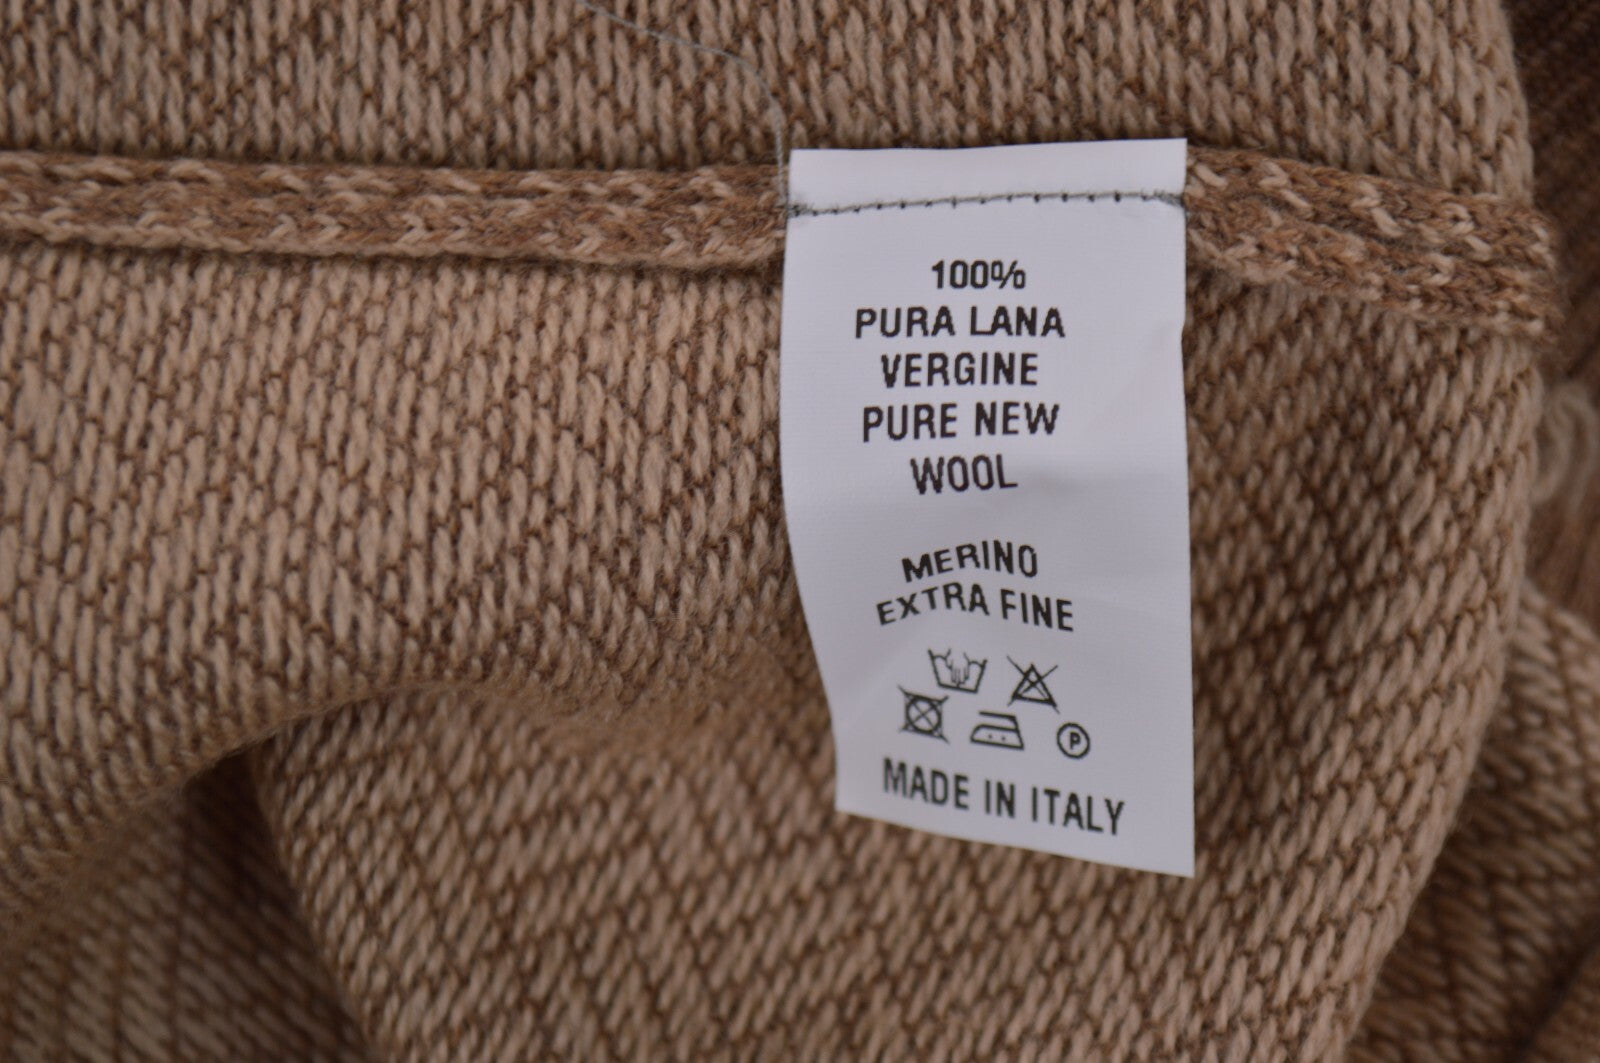 100%
PURA LANA
VERGINE
PURE NEW
WOOL
MERINO
EXTRA FINE
P
MADE IN ITALY